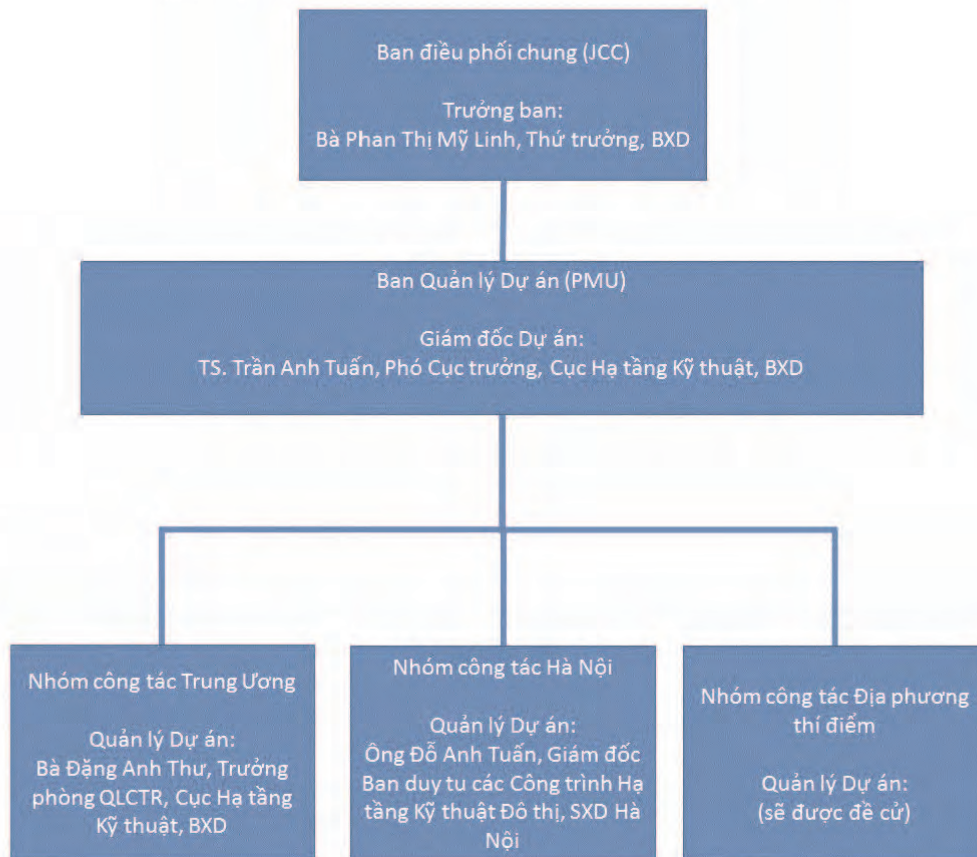 Ban điều phối chung (JCC)
Trưởng ban:
Bà Phan Thị Mỹ Linh, Thứ trưởng, BXD
Ban Quản lý Dự án (PMU)
Giám đốc Dự án:
TS. Trần Anh Tuấn, Phó Cục trưởng, Cục Hạ tầng Kỹ thuật, BXD
Nhóm công tác Trung Ương
Quản lý Dự án:
Bà Đặng Anh Thư, Trưởng
phòng QLCTR, Cục Hạ tầng
Kỹ thuật, BXD
Nhóm công tác Hà Nội
Quản lý Dự án:
Ông Đỗ Anh Tuấn, Giám đốc
Ban duy tu các Công trình Hạ
tầng Kỹ thuật Đô thị, SXD Hà
Nội
Nhóm công tác Địa phương
thí điểm
Quản lý Dự án:
(sẽ được đề cử)